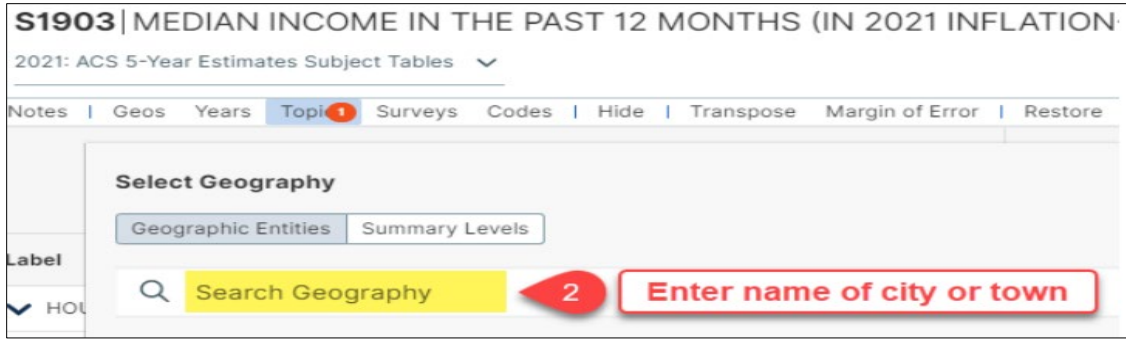 S1903 | MEDIAN INCOME IN THE PAST 12 MONTHS (IN 2021 INFLATION-
2021: ACS 5-Year Estimates Subject Tables
Notes | Geos Years Topi 1 Surveys Codes | Hide | Transpose Margin of Error | Restore
Select Geography
Geographic Entities Summary Levels
Label
Search Geography 2 Enter name of city or town
HOU